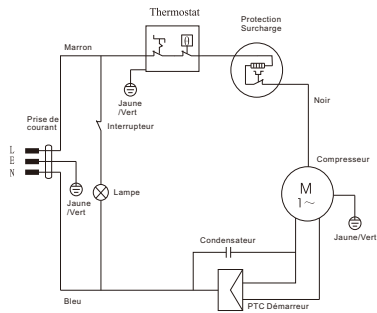 Thermostat
Protection
Surcharge
Marron
Jaune
/Vert
Noir
Prise de
courant
Interrupteur
L
E
N
Compresseur
M
1～
Lampe
Jaune
/Vert
Jaune/Vert
Condensateur
Bleu
PTC Démarreur